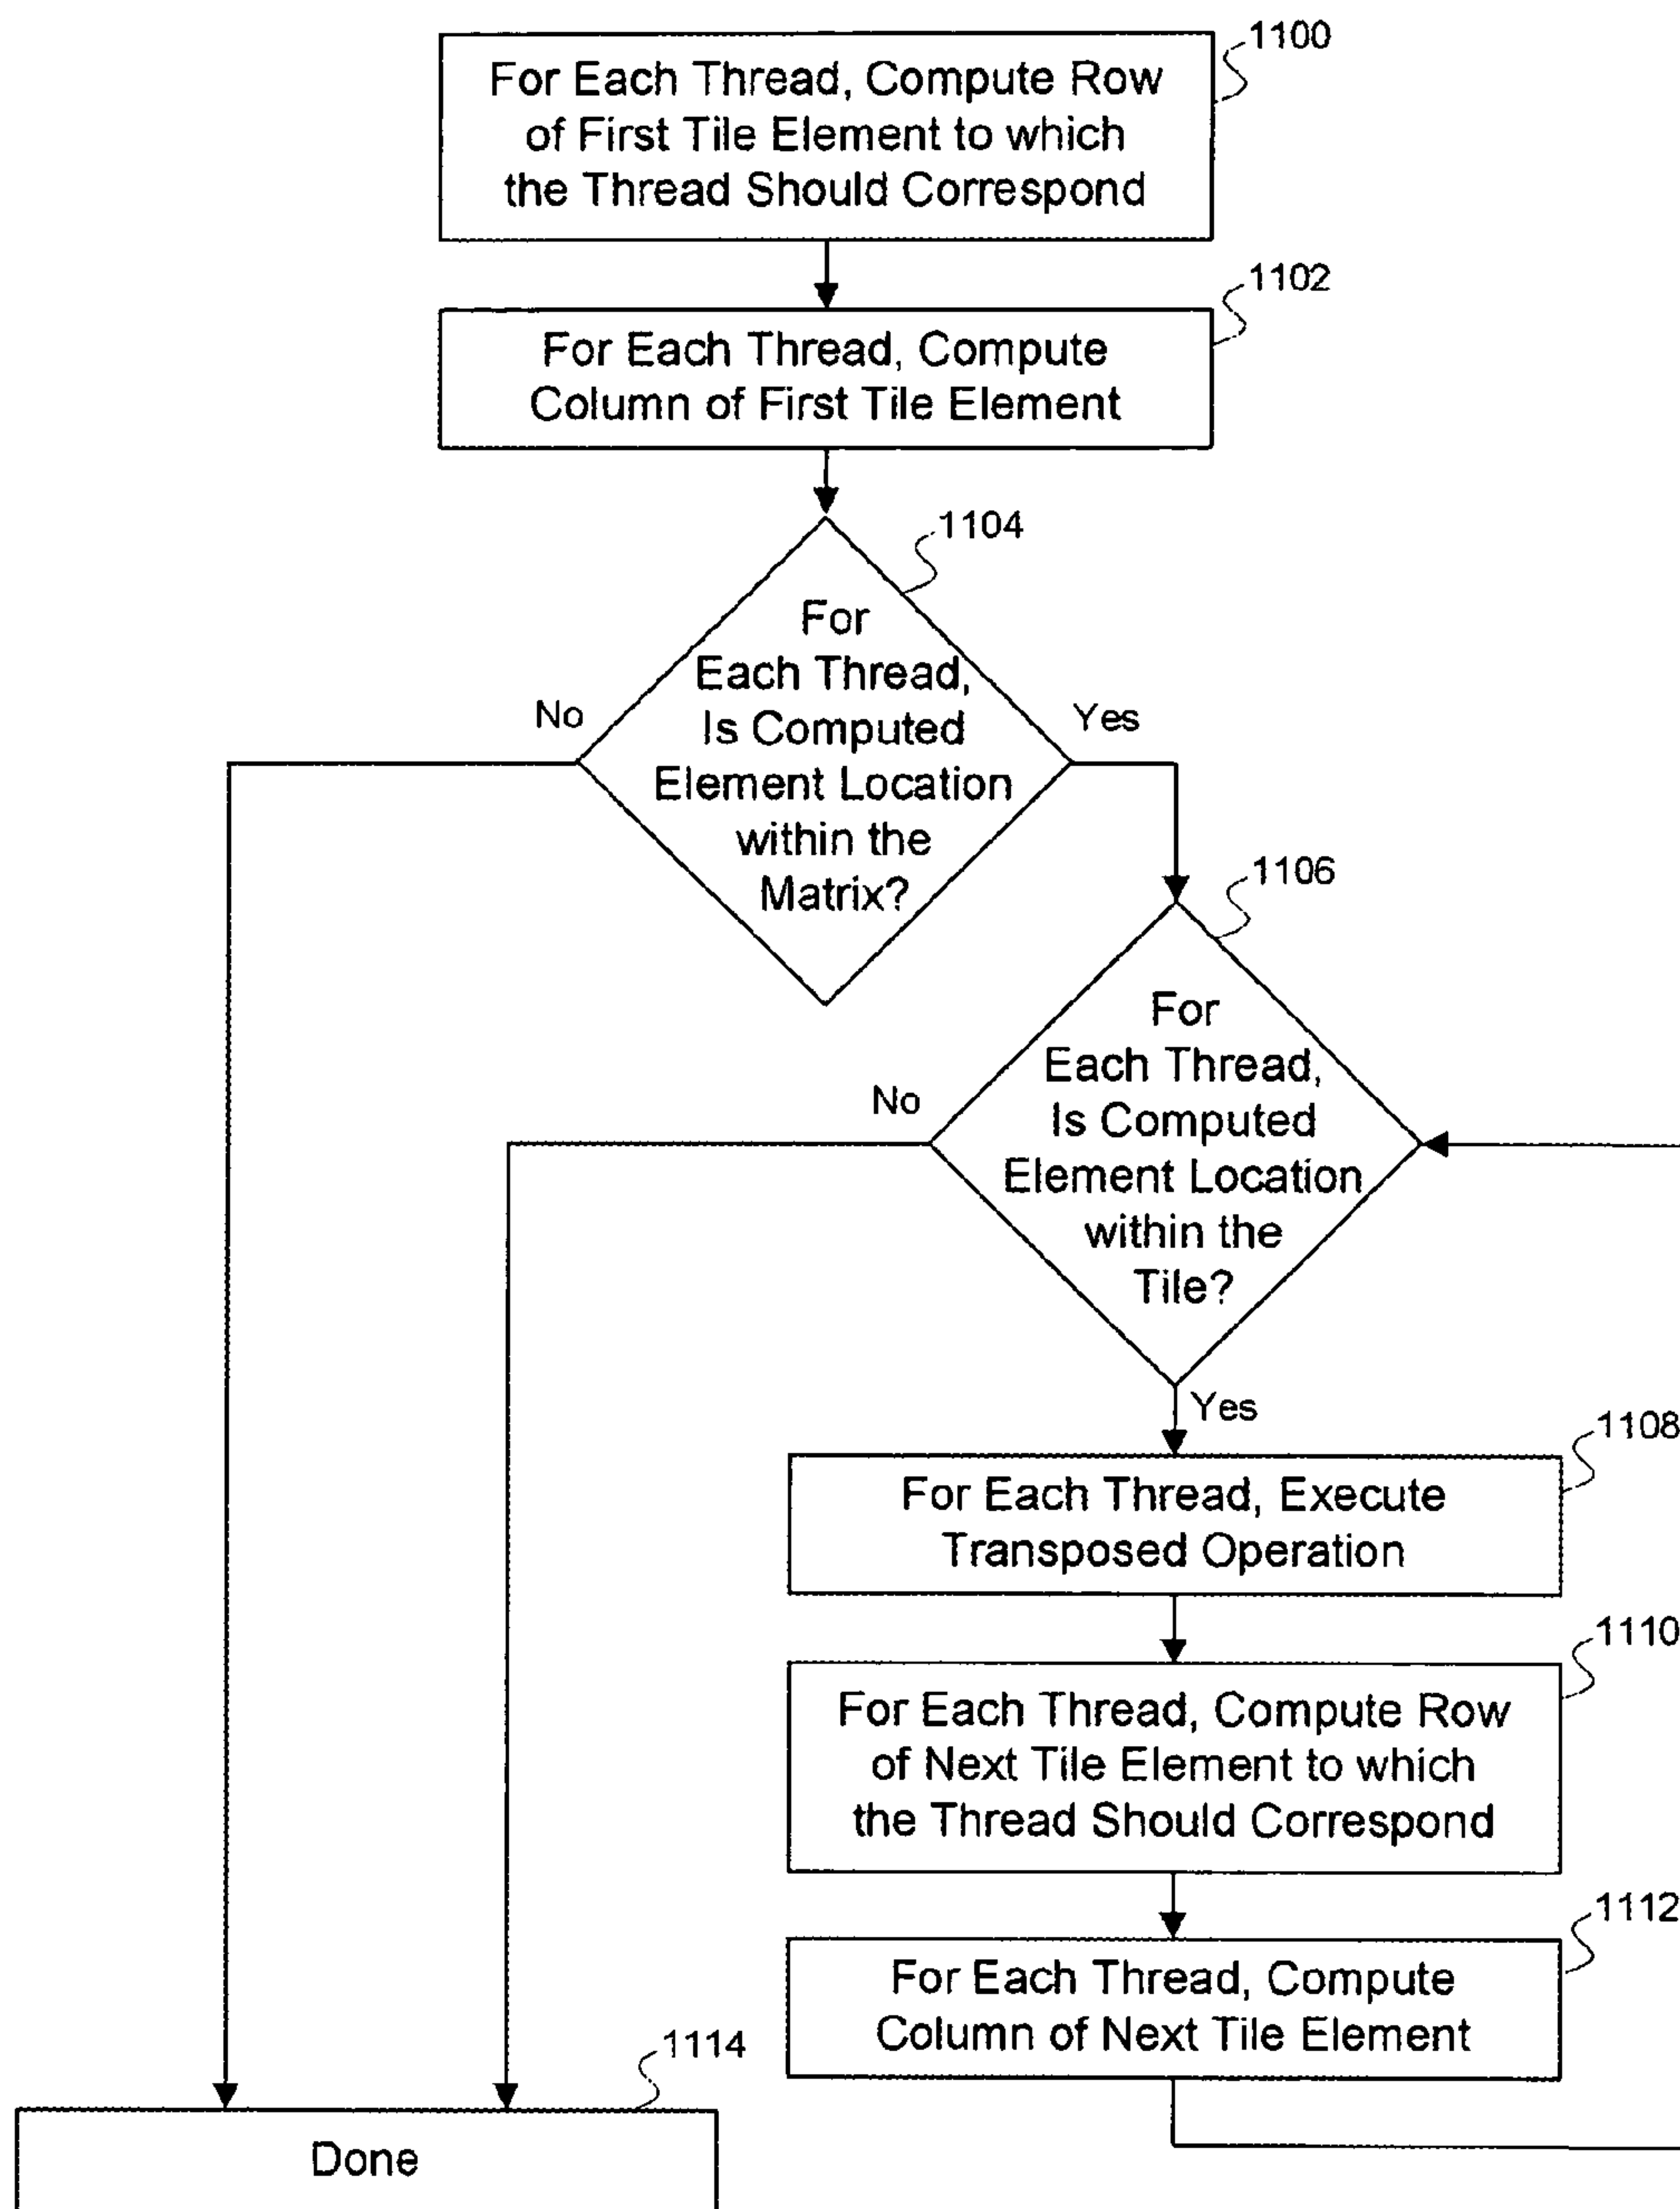 1100
For Each Thread, Compute Row
of First Tile Element to which
the Thread Should Correspond
1102
For Each Thread, Compute
Column of First Tile Element
1104
For
Each Thread,
Is Computed
Element Location
within the
Matrix?
No
Yes
1106
For
Each Thread,
Is Computed
Element Location
within the
Tile?
No
Yes
1108
For Each Thread, Execute
Transposed Operation
1110
For Each Thread, Compute Row
of Next Tile Element to which
the Thread Should Correspond
1112
For Each Thread, Compute
Column of Next Tile Element
1114
Done